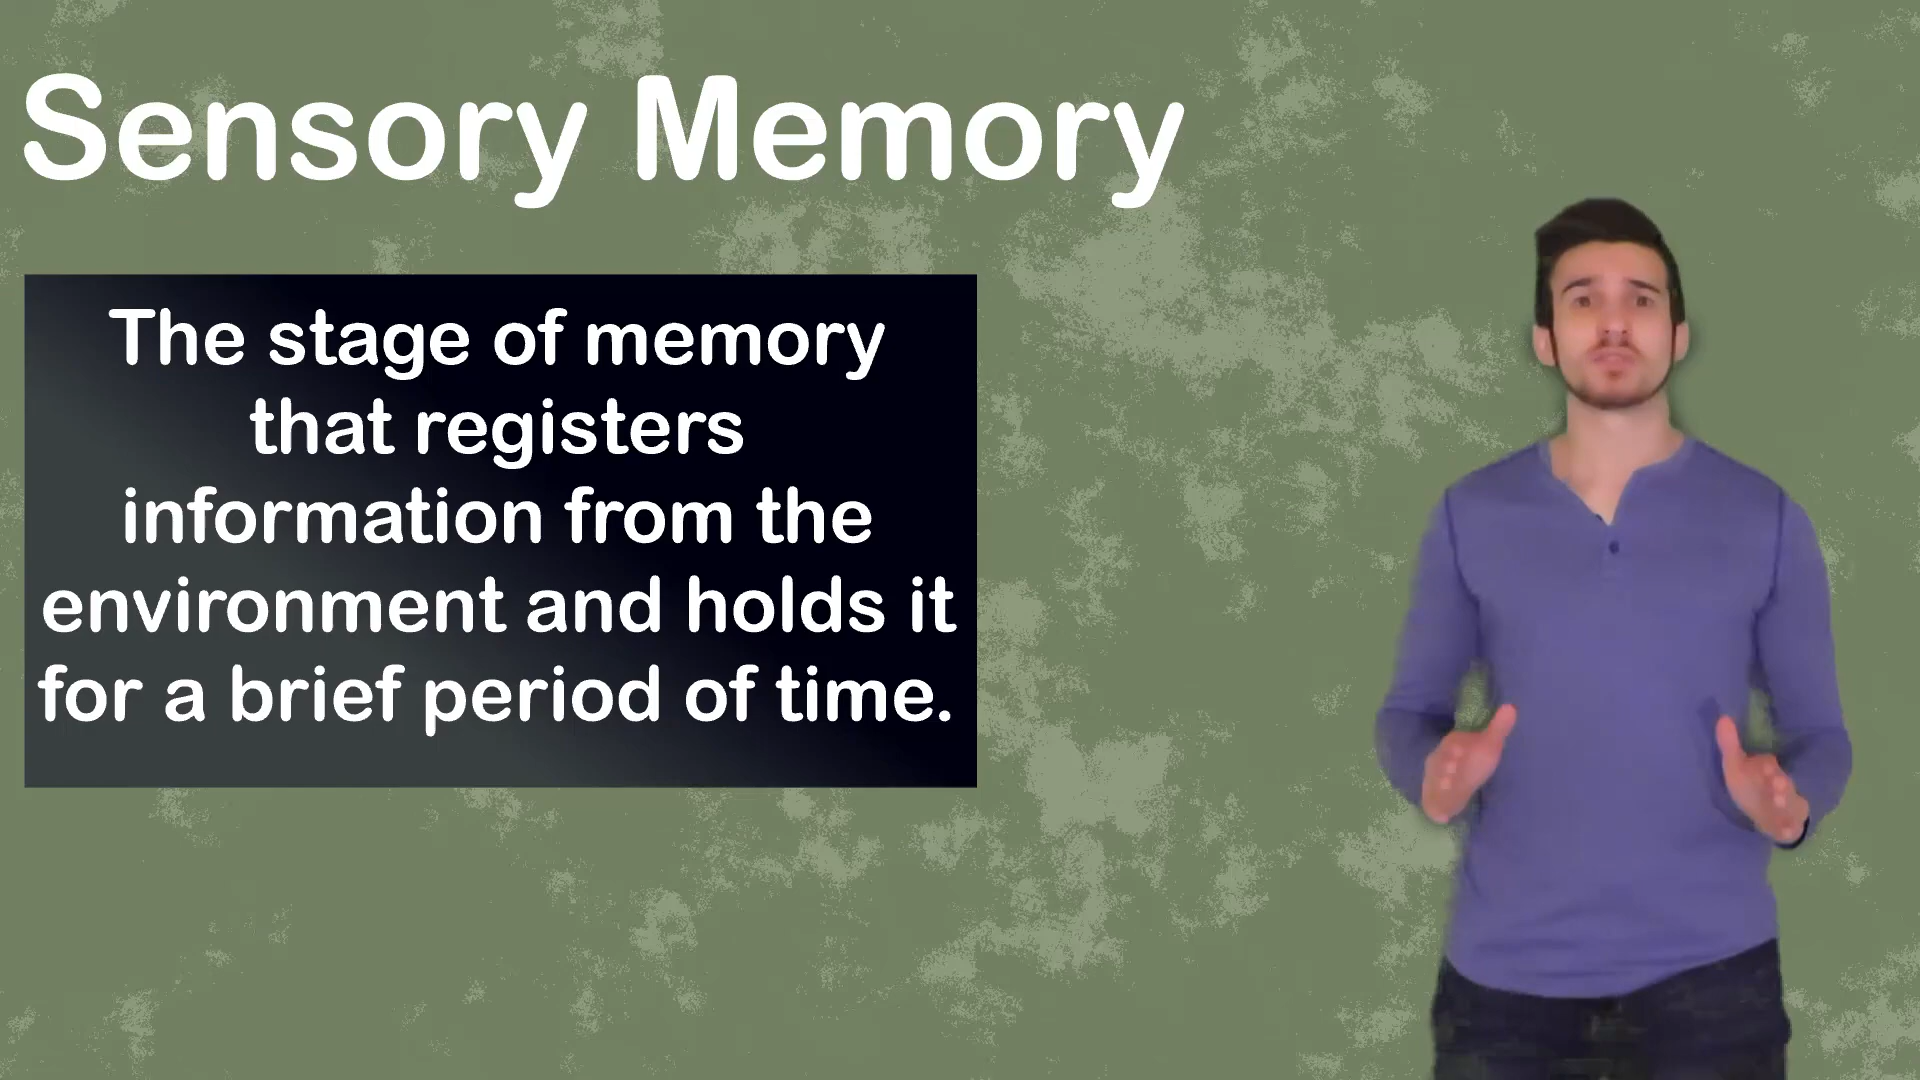 Sensory Memory
The stage of memory
that registers
information from the
environment and holds it
for a brief period of time.